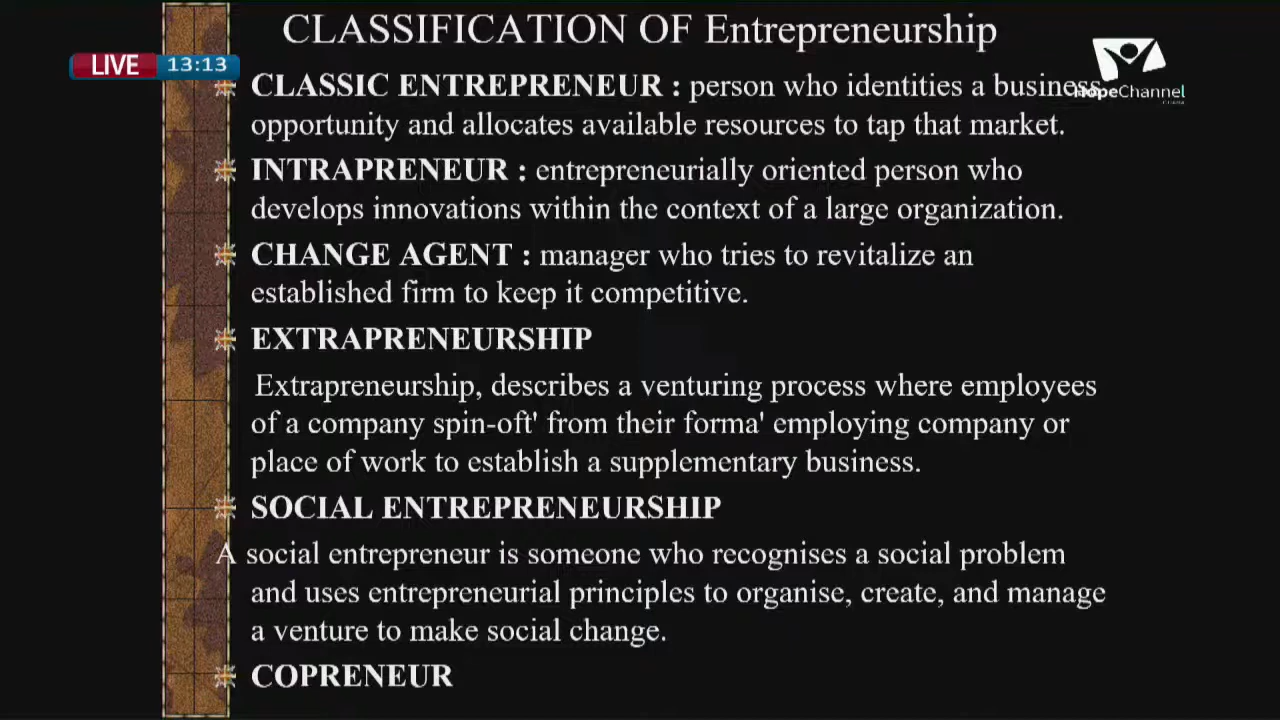 CLASSIFICATION OF Entrepreneurship
LIVE 13:13
HopeChannel
CLASSIC ENTREPRENEUR : person who identities a business
opportunity and allocates available resources to tap that market.
INTRAPRENEUR : entrepreneurially oriented person who
develops innovations within the context of a large organization.
CHANGE AGENT : manager who tries to revitalize an
established firm to keep it competitive.
EXTRAPRENEURSHIP
Extrapreneurship, describes a venturing process where employees
of a company spin-oft' from their forma' employing company or
place of work to establish a supplementary business.
SOCIAL ENTREPRENEURSHIP
A social entrepreneur is someone who recognises a social problem
and uses entrepreneurial principles to organise, create, and manage
a venture to make social change.
COPRENEUR